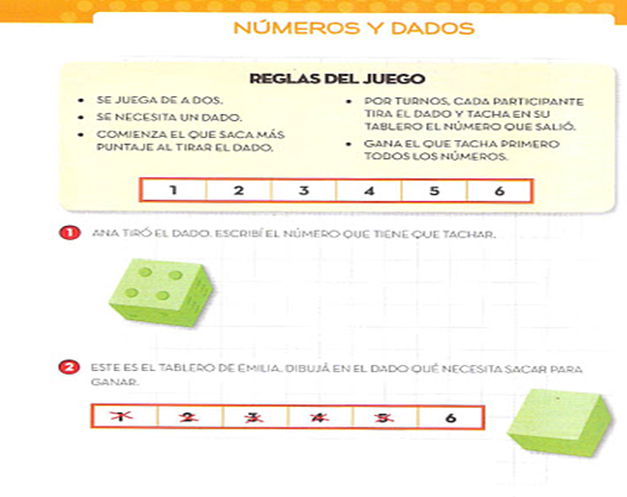 NÚMEROS Y DADOS
REGLAS DEL JUEGO
• SE JUEGA DE A DOS.
• SE NECESITA UN DADO.
• COMIENZA EL QUE SACA MÁS
PUNTAJE AL TIRAR EL DADO.
• POR TURNOS, CADA PARTICIPANTE
TIRA EL DADO Y TACHA EN SU
TABLERO EL NÚMERO QUE SALIÓ.
• GANA EL QUE TACHA PRIMERO
TODOS LOS NÚMEROS.
1 2 3 4 5 6
1 ANA TIRÓ EL DADO. ESCRIBÍ EL NÚMERO QUE TIENE QUE TACHAR.
2 ESTE ES EL TABLERO DE EMILIA. DIBUJÁ EN EL DADO QUÉ NECESITA SACAR PARA
GANAR.
1 2 3 4 5 6